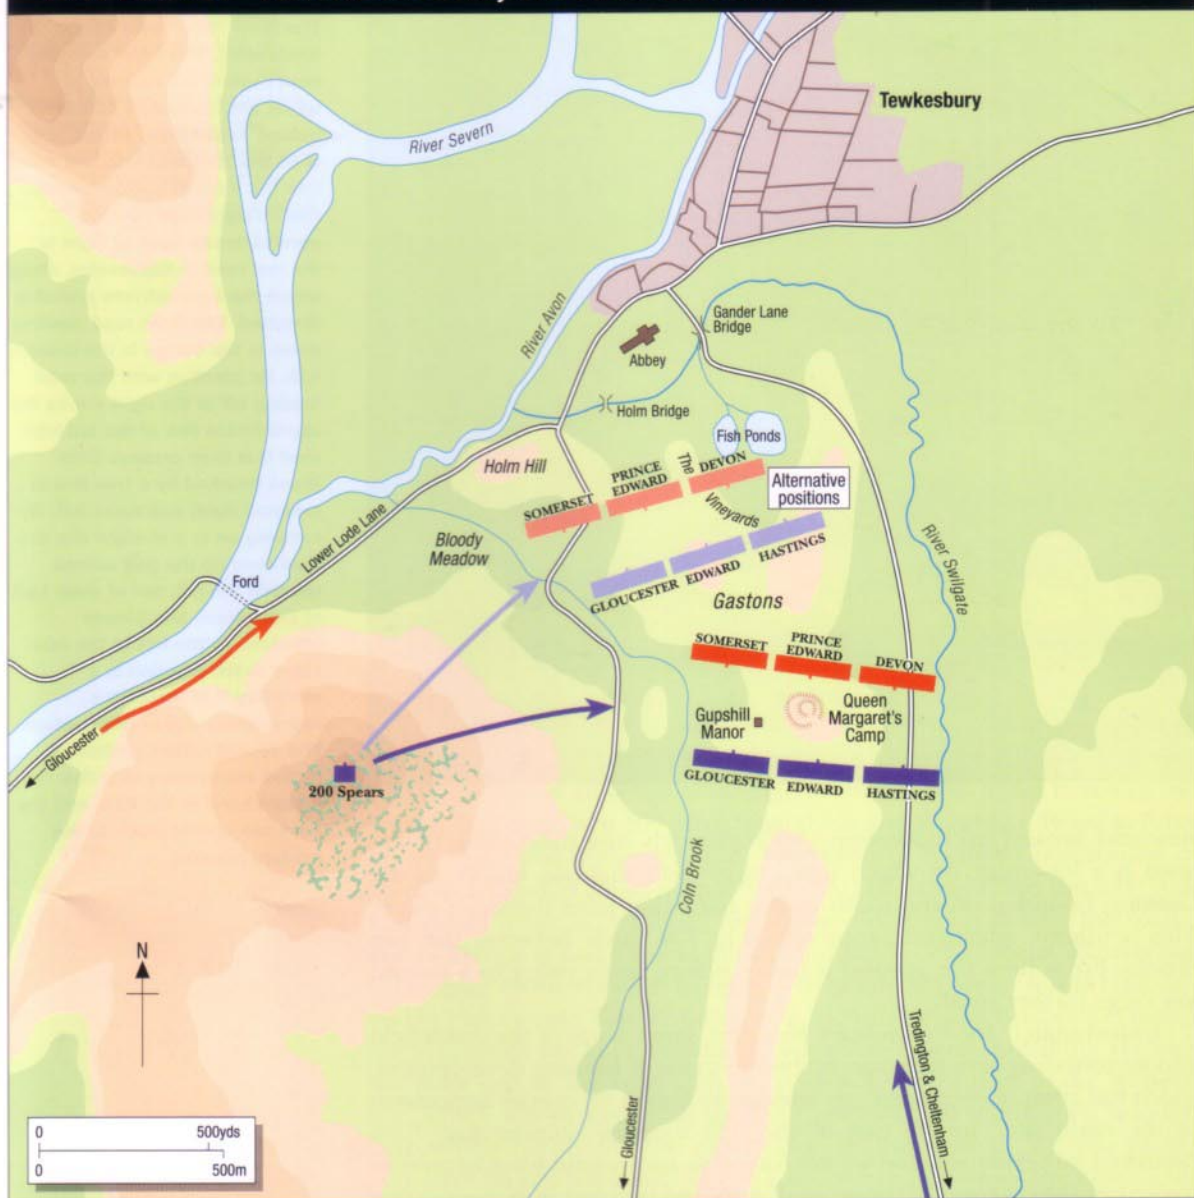 Tewkesbury
River Severn
River Avon
Gander Lane
Bridge
Abbey
Holm Bridge
Fish Ponds
Holm Hill
The
Vineyards
SOMERSET
PRINCE
EDWARD
DEVON
Alternative
positions
Lower Lode Lane
Bloody
Meadow
River Swilgate
Ford
GLOUCESTER
EDWARD
HASTINGS
Gastons
SOMERSET
PRINCE
EDWARD
DEVON
Gupshill
Manor
Queen
Margaret's
Camp
Gloucester
200 Spears
GLOUCESTER
EDWARD
HASTINGS
Coln Brook
N
Tredington & Cheltenham
Gloucester
0 500yds
0 500m